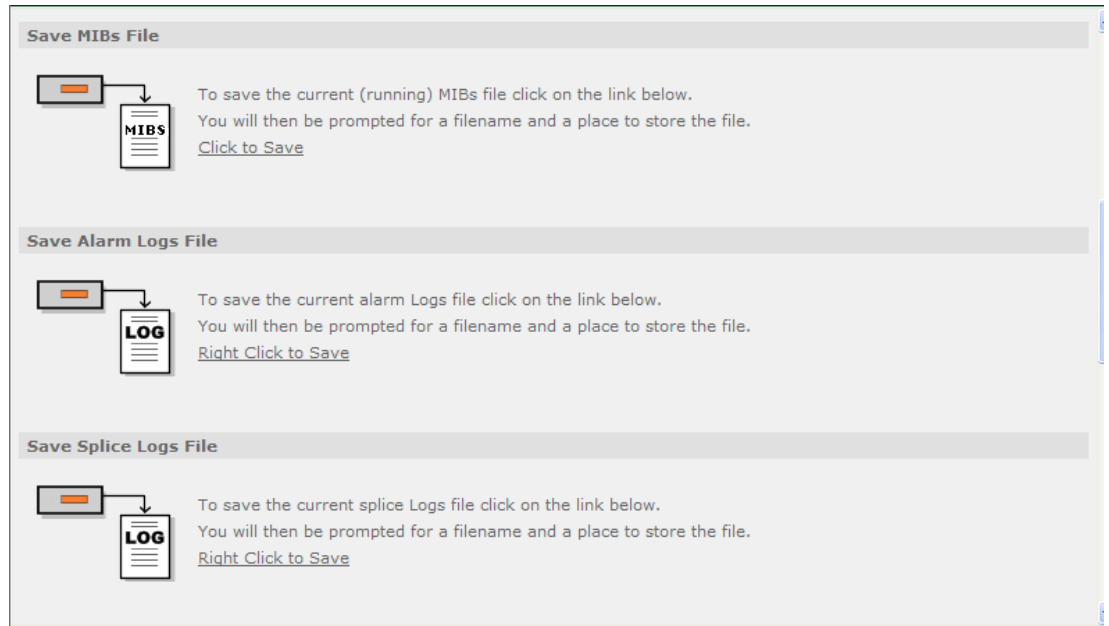 Save MIBs File
MIBS
To save the current (running) MIBs file click on the link below.
You will then be prompted for a filename and a place to store the file.
Click to Save
Save Alarm Logs File
LOG
To save the current alarm Logs file click on the link below.
You will then be prompted for a filename and a place to store the file.
Right Click to Save
Save Splice Logs File
LOG
To save the current splice Logs file click on the link below.
You will then be prompted for a filename and a place to store the file.
Right Click to Save